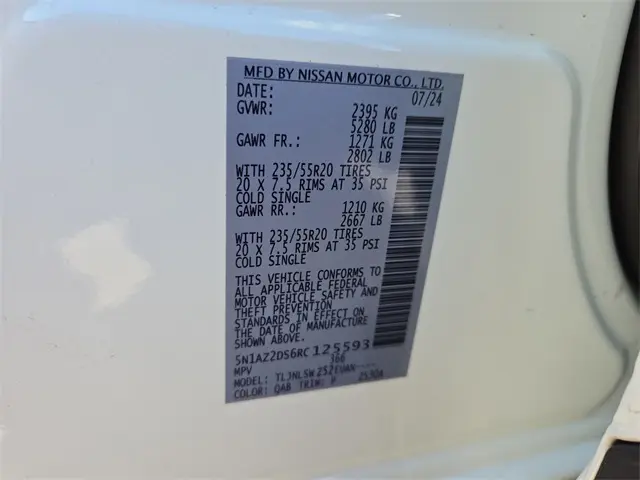 MFD BY NISSAN MOTOR CO., LTD.
DATE: 07/24
GVWR: 2395 KG
5280 LB
GAWR FR.: 1271 KG
2802 LB
WITH 235/55R20 TIRES
20 X 7.5 RIMS AT 35 PSI
COLD SINGLE
GAWR RR.: 1210 KG
2667 LB
WITH 235/55R20 TIRES
20 X 7.5 RIMS AT 35 PSI
COLD SINGLE
THIS VEHICLE CONFORMS TO
ALL APPLICABLE FEDERAL
MOTOR VEHICLE SAFETY AND
THEFT PREVENTION
STANDARDS IN EFFECT ON
THE DATE OF MANUFACTURE
SHOWN ABOVE.
5N1AZ2DS6RC125593
MPV 366
MODEL:
COLOR: QAB TRIM: P